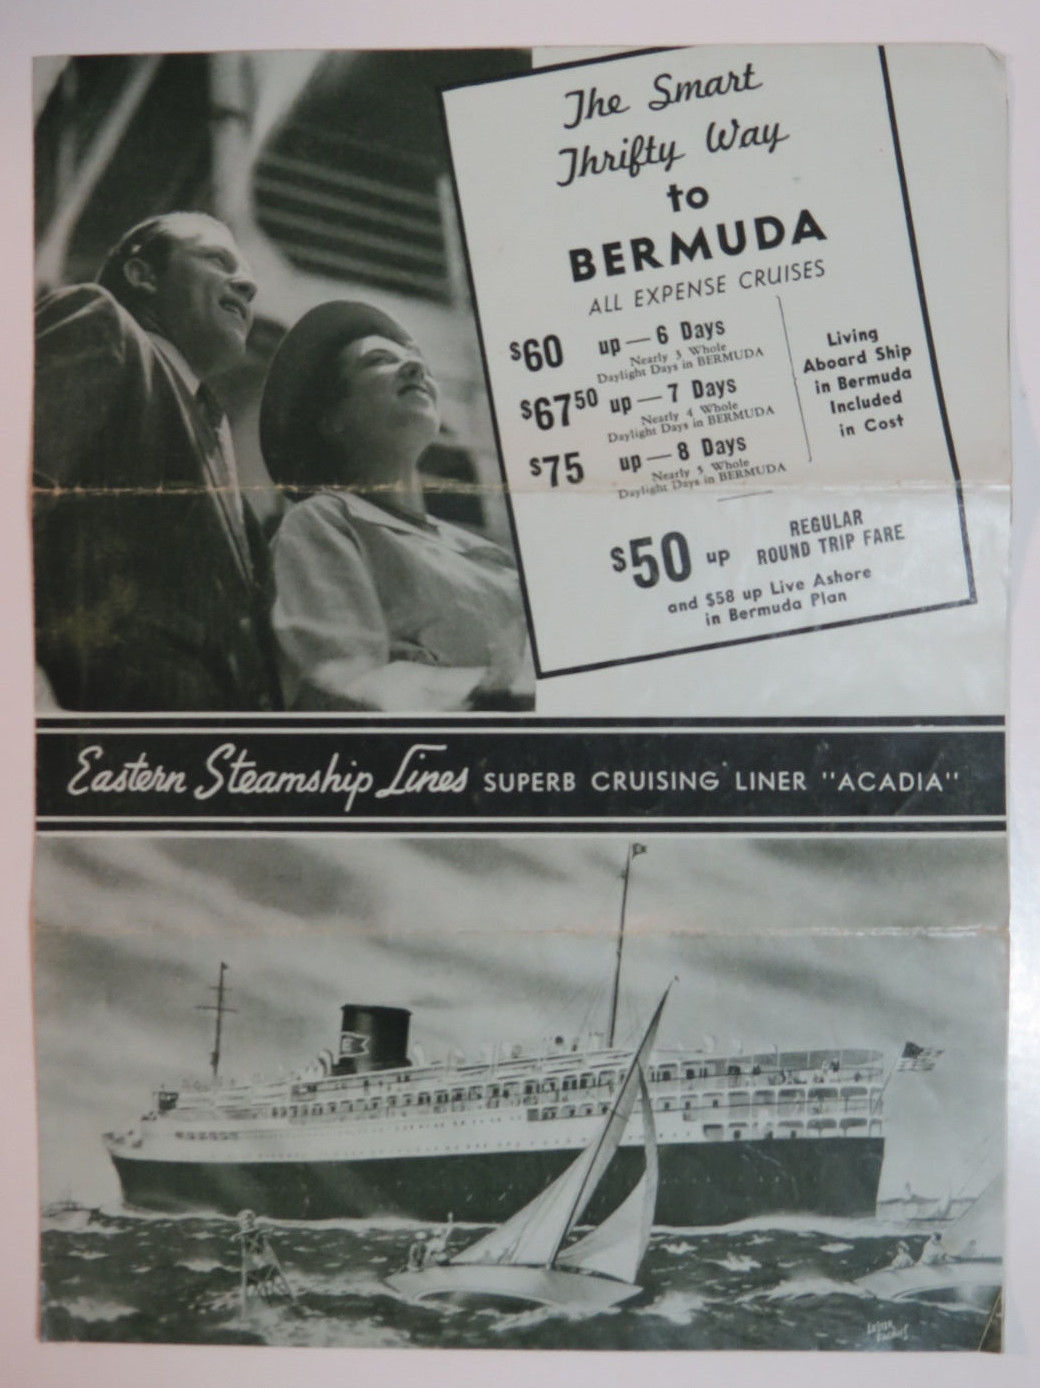 The Smart
Thrifty Way
to
BERMUDA
ALL EXPENSE CRUISES
$60 up — 6 Days
Nearly 3 Whole
Daylight Days in BERMUDA
$6750 up — 7 Days
Nearly 4 Whole
Daylight Days in BERMUDA
$75 up — 8 Days
Nearly 5 Whole
Daylight Days in BERMUDA
Living
Aboard Ship
in Bermuda
Included
in Cost
$50 up REGULAR
ROUND TRIP FARE
and $58 up Live Ashore
in Bermuda Plan
Eastern Steamship Lines SUPERB CRUISING LINER "ACADIA"
E